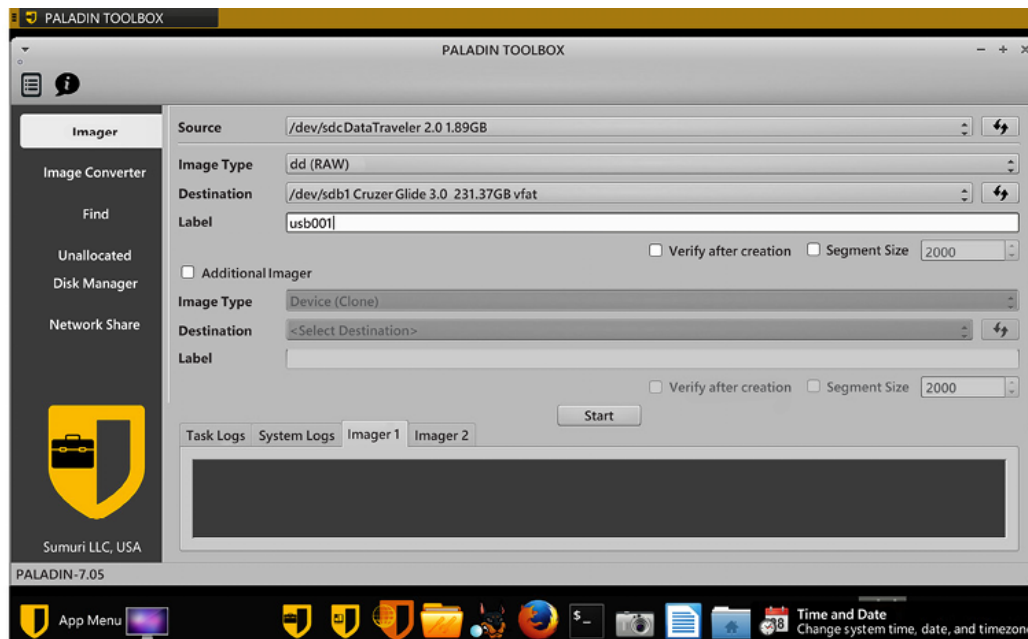 PALADIN TOOLBOX
PALADIN TOOLBOX
Imager
Image Converter
Find
Unallocated
Disk Manager
Network Share
Sumuri LLC, USA
Source
/dev/sdc DataTraveler 2.0 1.89GB
Image Type
dd (RAW)
Destination
/dev/sdb1 Cruzer Glide 3.0 231.37GB vfat
Label
usb001
Verify after creation
Segment Size
2000
Additional Imager
Image Type
Device (Clone)
Destination
<Select Destination>
Label
Verify after creation
Segment Size
2000
Start
Task Logs
System Logs
Imager 1
Imager 2
PALADIN-7.05
App Menu
$_
38
Time and Date
Change system time, date, and timezon